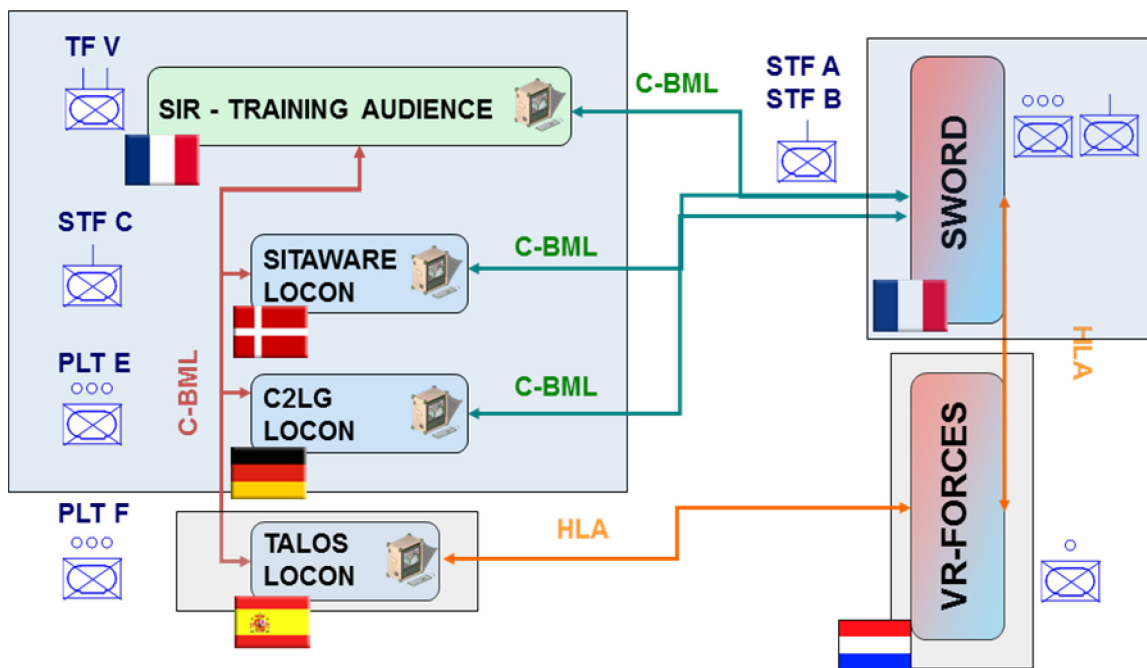 TF V
SIR - TRAINING AUDIENCE
C-BML
STF A
STF B
SWORD
STF C
SITAWARE
LOCON
C-BML
C-BML
HLA
PLT E
C2LG
LOCON
C-BML
VR-FORCES
PLT F
TALOS
LOCON
HLA